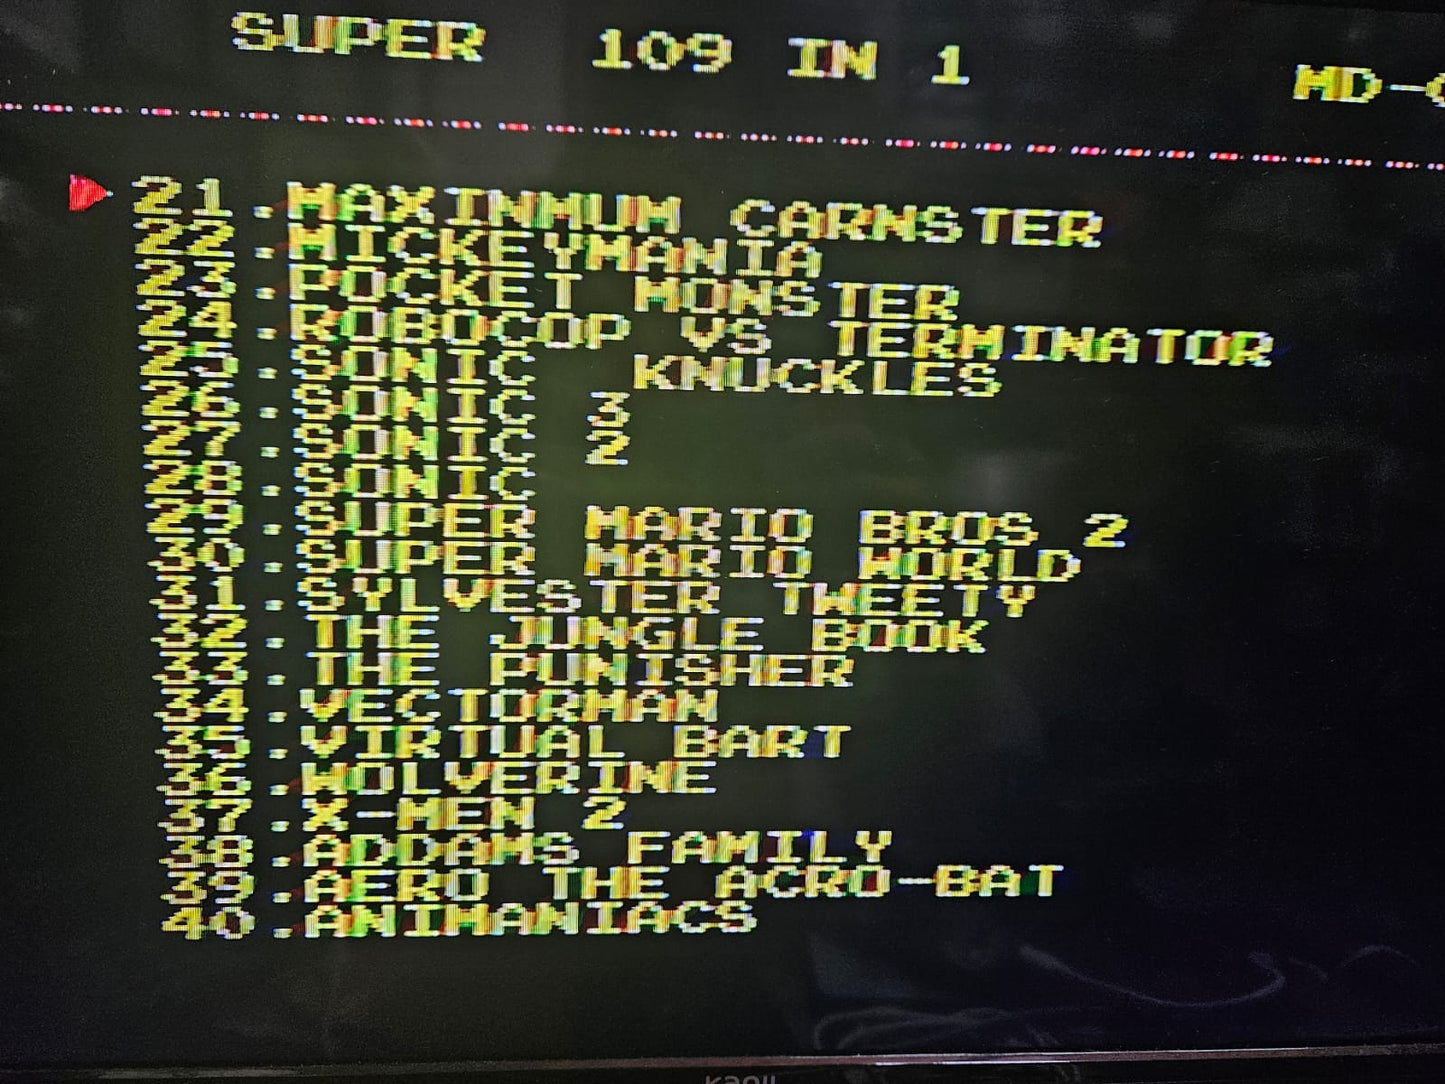 SUPER 109 IN 1
21.MAXINMUM CARNSTER
22.MICKEYMANIA
23.POCKET MONSTER
24.ROBOCOP VS TERMINATOR
25.SONIC KNUCKLES
26.SONIC 3
27.SONIC 2
28.SONIC
29.SUPER MARIO BROS 2
30.SUPER MARIO WORLD
31.SYLVESTER TWEETY
32.THE JUNGLE BOOK
33.THE PUNISHER
34.VECTORMAN
35.VIRTUAL BART
36.WOLVERINE
37.X-MEN 2
38.ADDAMS FAMILY
39.AERO THE ACRO-BAT
40.ANIMANIACS